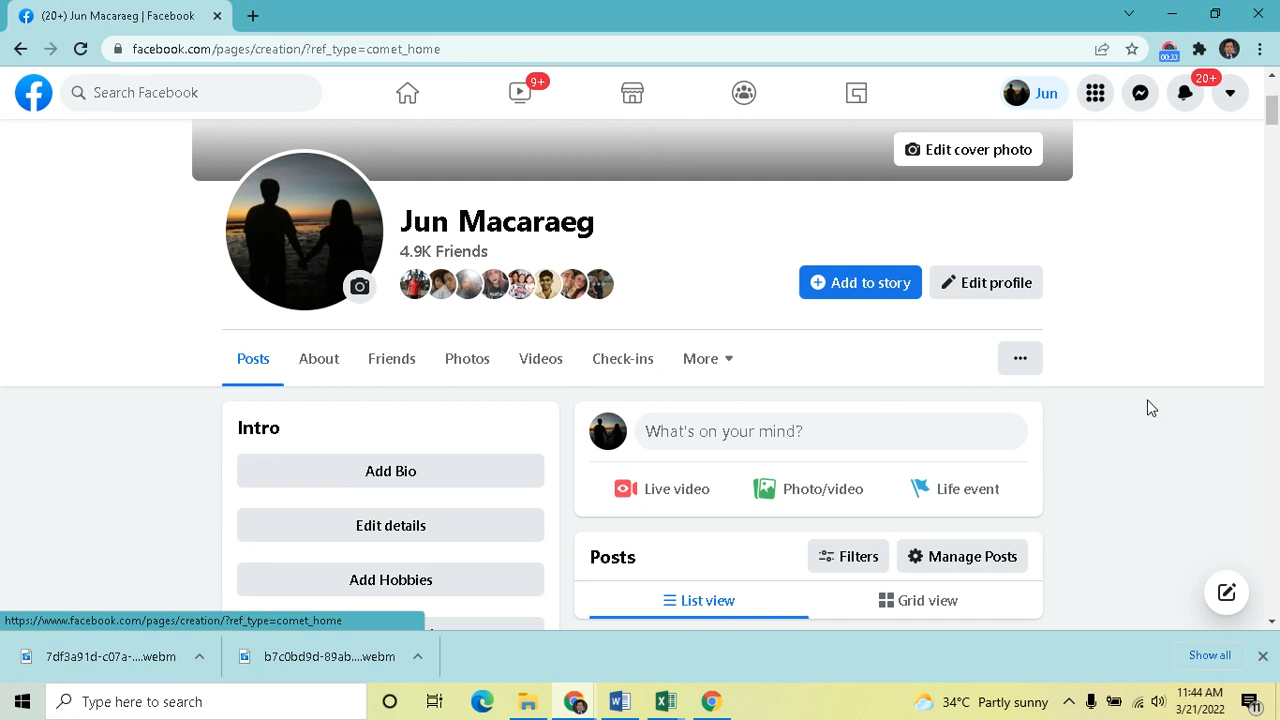 (20+) Jun Macaraeg | Facebook
facebook.com/pages/creation/?ref_type=comet_home
00:33
Search Facebook
9+
Jun
20+
Edit cover photo
Jun Macaraeg
4.9K Friends
Add to story
Edit profile
Posts
About
Friends
Photos
Videos
Check-ins
More
Intro
Add Bio
Edit details
Add Hobbies
What's on your mind?
Live video
Photo/video
Life event
Posts
Filters
Manage Posts
List view
Grid view
https://www.facebook.com/pages/creation/?ref_type=comet_home
7df3a91d-c07a-....webm
b7c0bd9d-89ab....webm
Show all
Type here to search
34°C Partly sunny
11:44 AM
3/21/2022